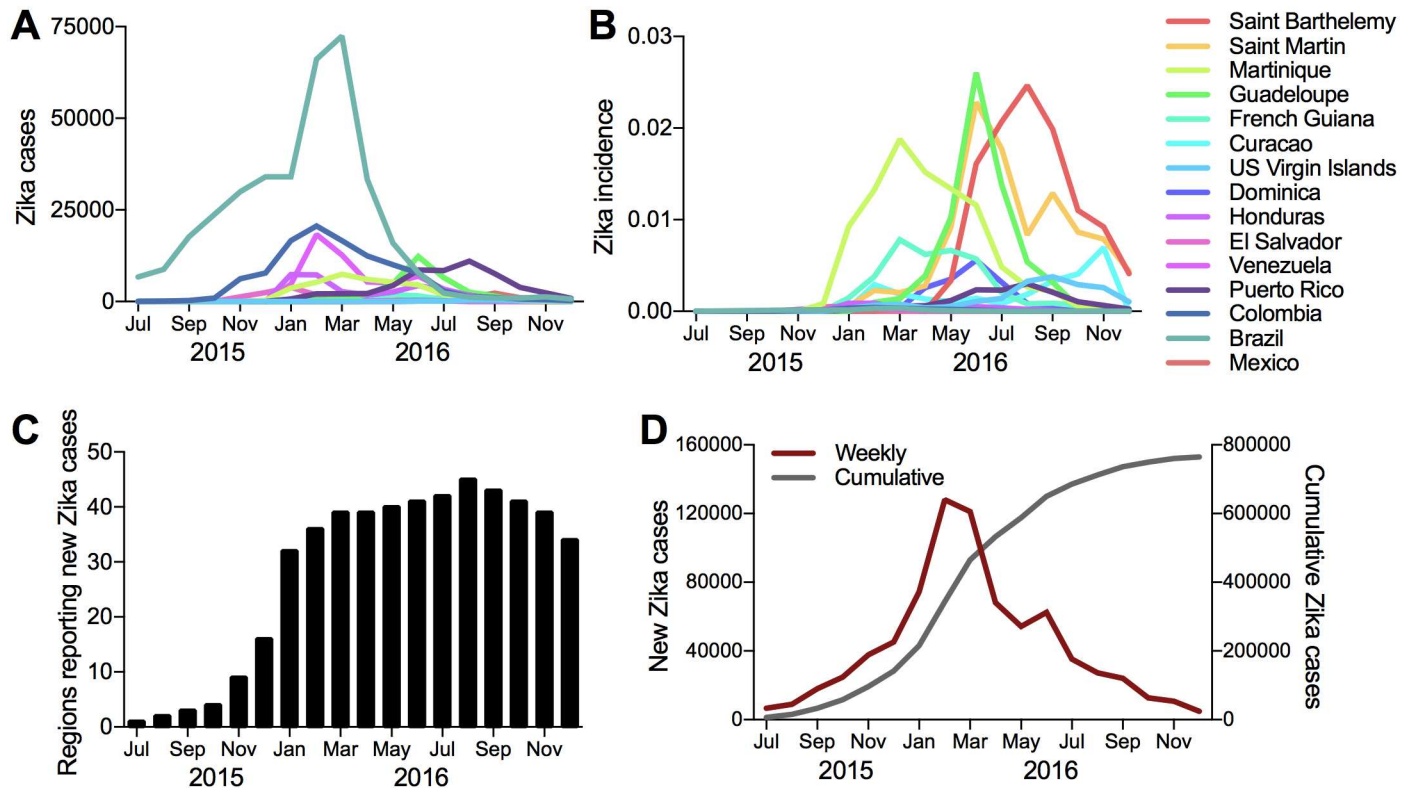 A
Zika cases
75000
50000
25000
0
Jul Sep Nov Jan Mar May Jul Sep Nov
2015 2016
B
Zika incidence
0.03
0.02
0.01
0.00
Jul Sep Nov Jan Mar May Jul Sep Nov
2015 2016
Saint Barthelemy
Saint Martin
Martinique
Guadeloupe
French Guiana
Curacao
US Virgin Islands
Dominica
Honduras
El Salvador
Venezuela
Puerto Rico
Colombia
Brazil
Mexico
C
Regions reporting new Zika cases
50
40
30
20
10
0
Jul Sep Nov Jan Mar May Jul Sep Nov
2015 2016
D
New Zika cases
160000
120000
80000
40000
0
Weekly
Cumulative
800000
600000
400000
200000
0
Cumulative Zika cases
Jul Sep Nov Jan Mar May Jul Sep Nov
2015 2016